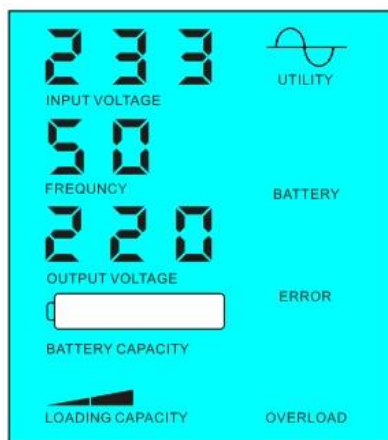 233
INPUT VOLTAGE
UTILITY
50
FREQUNCY
BATTERY
220
OUTPUT VOLTAGE
ERROR
BATTERY CAPACITY
LOADING CAPACITY
OVERLOAD